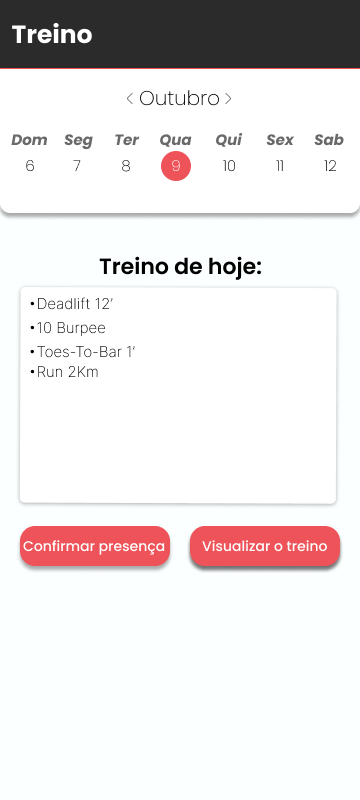 Treino
< Outubro >
Dom Seg Ter Qua Qui Sex Sab
6 7 8 9 10 11 12
Treino de hoje:
•Deadlift 12’
•10 Burpee
•Toes-To-Bar 1’
•Run 2Km
Confirmar presença
Visualizar o treino